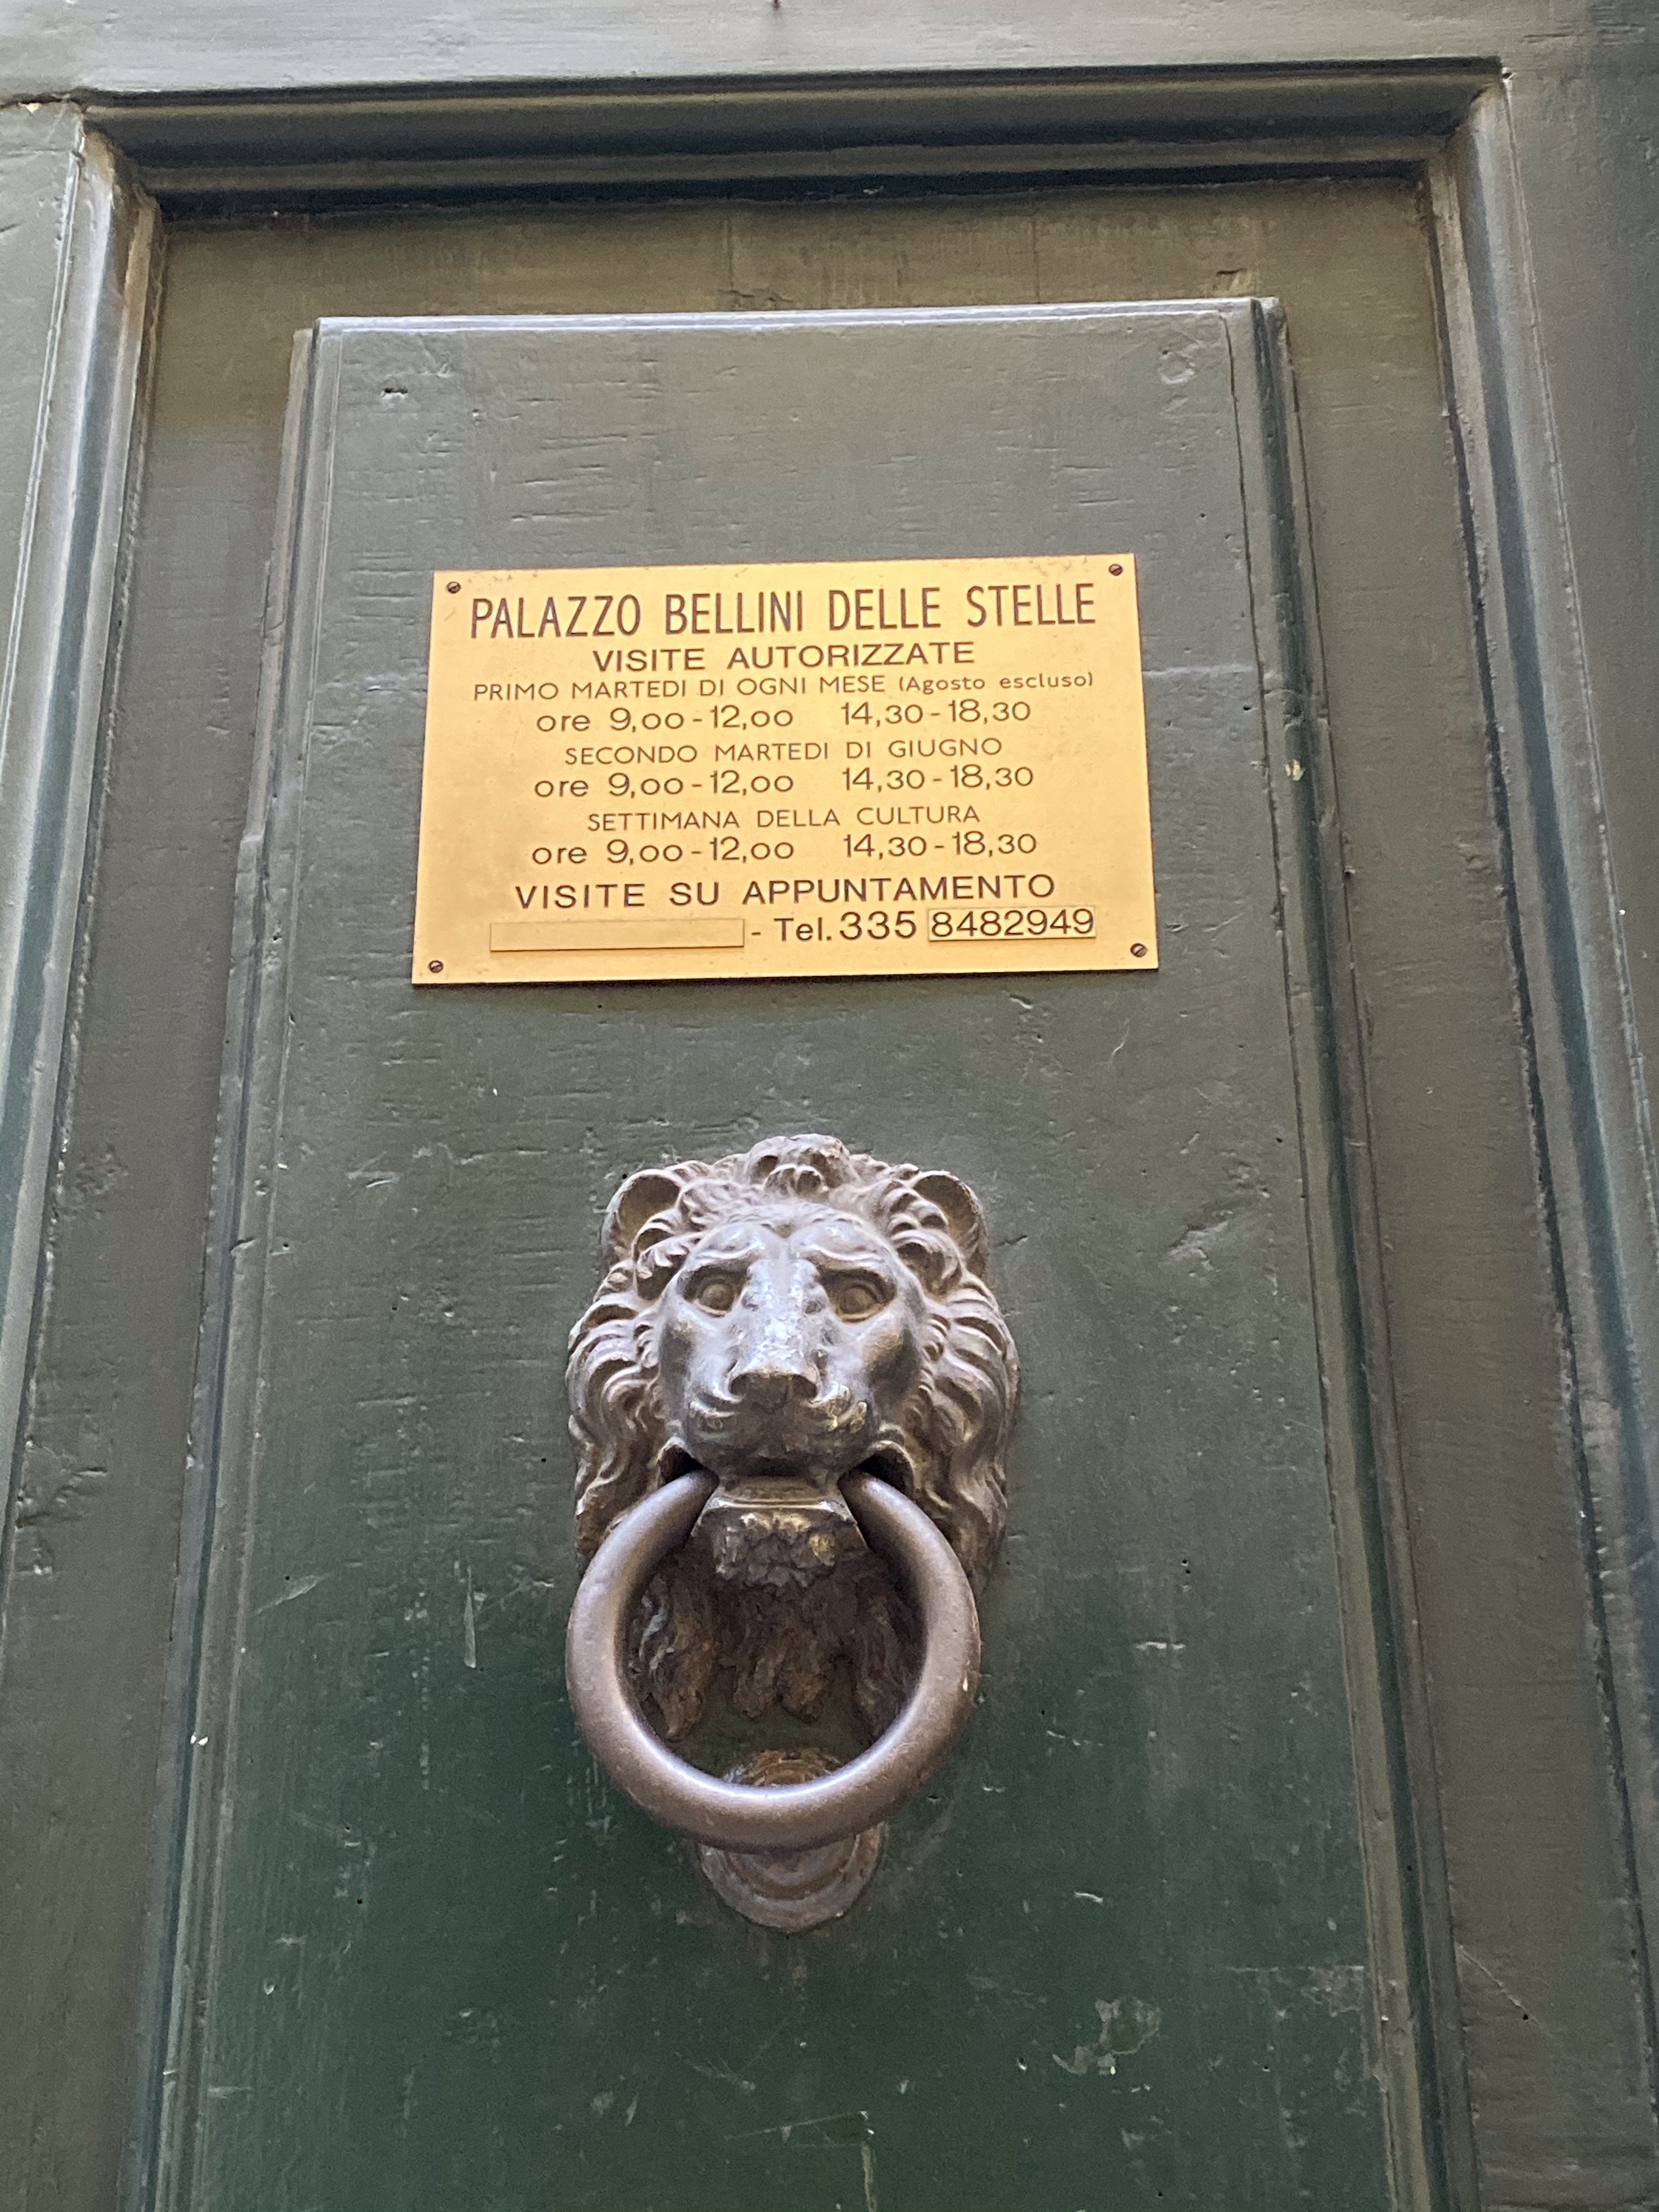 PALAZZO BELLINI DELLE STELLE
VISITE AUTORIZZATE
PRIMO MARTEDI DI OGNI MESE (Agosto escluso)
ore 9,00-12,00 14,30-18,30
SECONDO MARTEDI DI GIUGNO
ore 9,00-12,00 14,30-18,30
SETTIMANA DELLA CULTURA
ore 9,00-12,00 14,30-18,30
VISITE SU APPUNTAMENTO
- Tel. 335 8482949